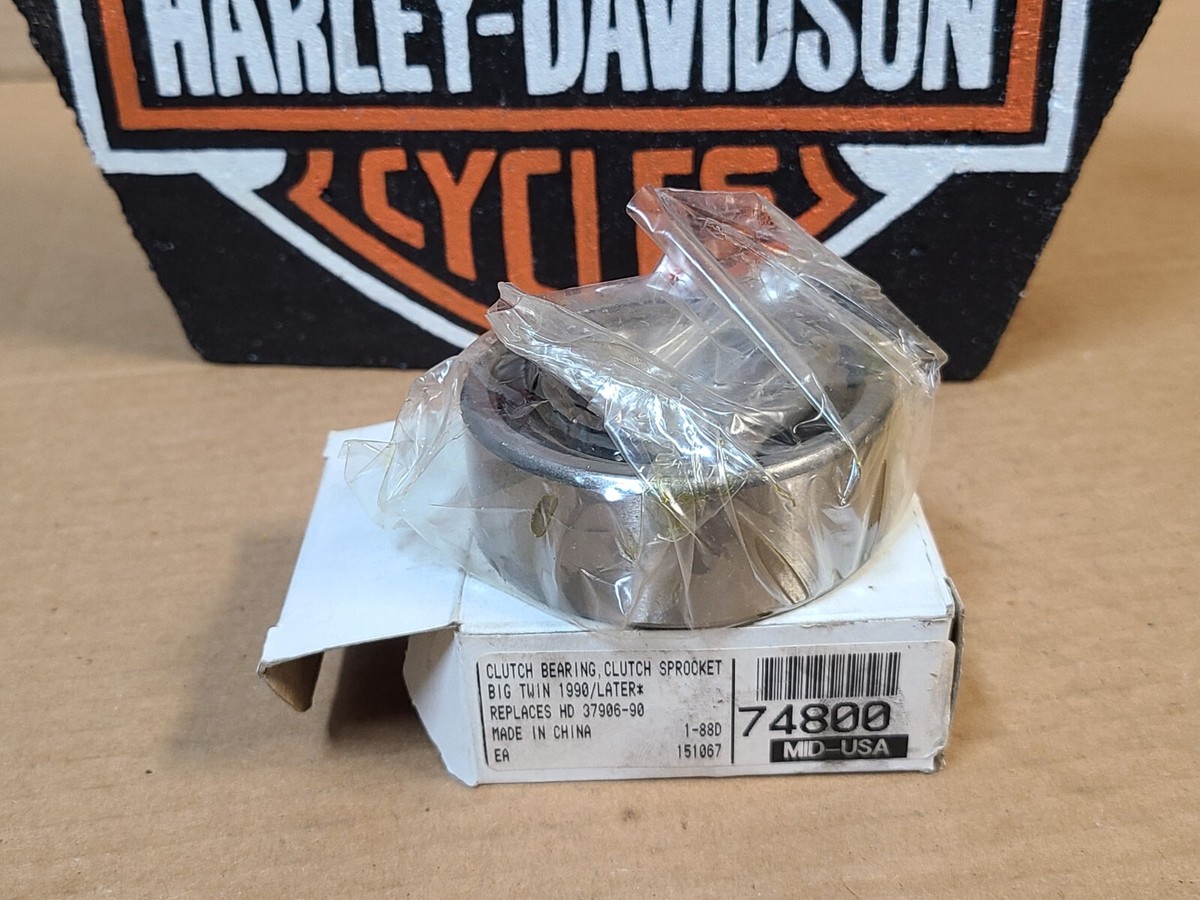 HARLEY-DAVIDSON
CYCLES
CLUTCH BEARING,CLUTCH SPROCKET
BIG TWIN 1990/LATER*
REPLACES HD 37906-90
MADE IN CHINA 1-88D
EA 151067
74800
MID-USA